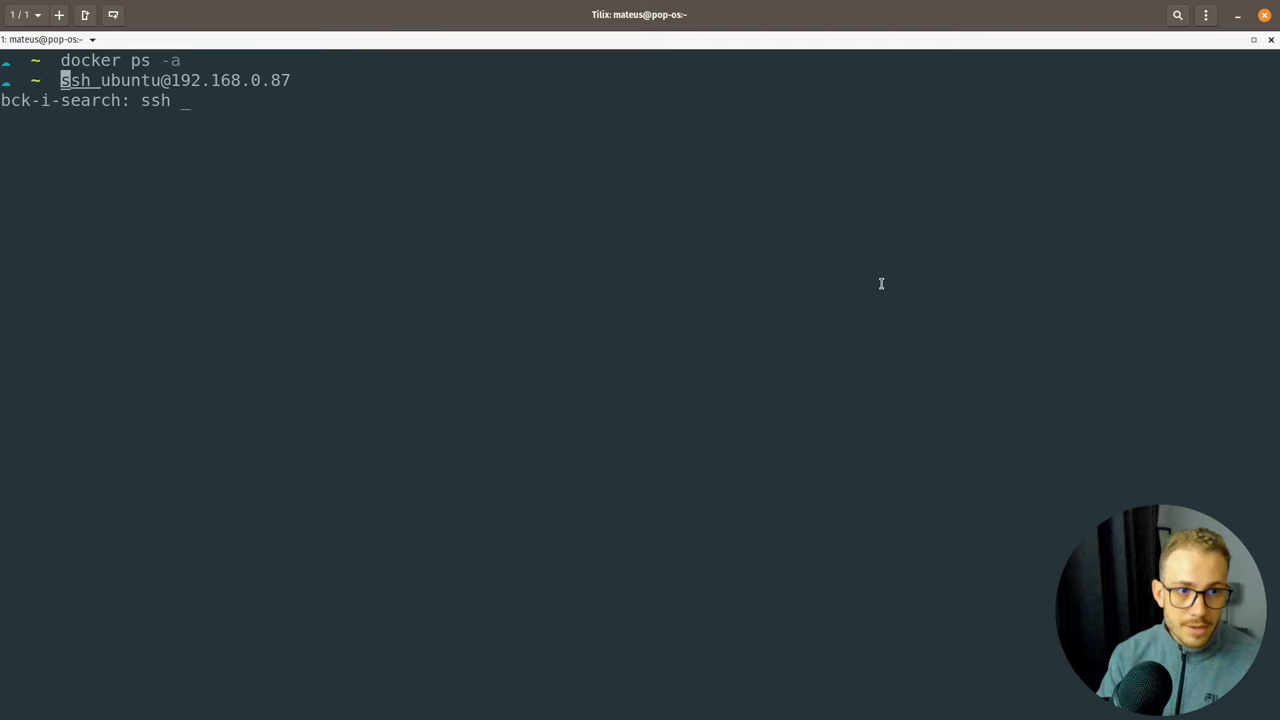 1 / 1
Tilix: mateus@pop-os:~
1: mateus@pop-os:~
~ docker ps -a
~ ssh ubuntu@192.168.0.87
bck-i-search: ssh _